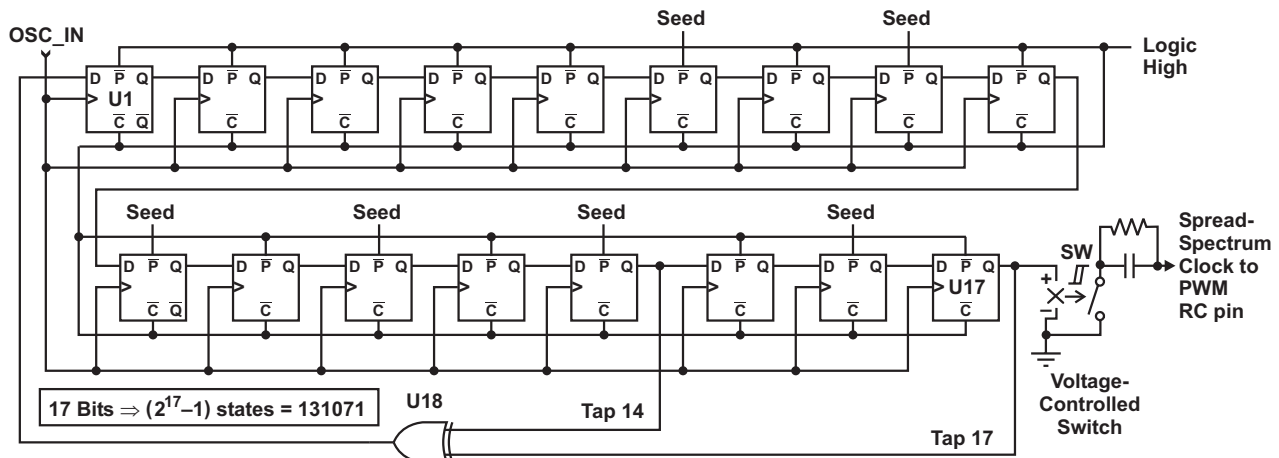 Seed Seed
OSC_IN
Logic
High
D P̅ Q D P̅ Q D P̅ Q D P̅ Q D P̅ Q D P̅ Q D P̅ Q D P̅ Q D P̅ Q
U1
C̅ Q̅ C̅ C̅ C̅ C̅ C̅ C̅ C̅ C̅
Seed Seed Seed Seed
Spread-
Spectrum
Clock to
PWM
RC pin
SW
D P̅ Q D P̅ Q D P̅ Q D P̅ Q D P̅ Q D P̅ Q D P̅ Q D P̅ Q
U17
+
–
C̅ Q̅ C̅ C̅ C̅ C̅ C̅ C̅ C̅
Voltage-
Controlled
Switch
17 Bits ⇒ (2¹⁷–1) states = 131071
U18
Tap 14
Tap 17